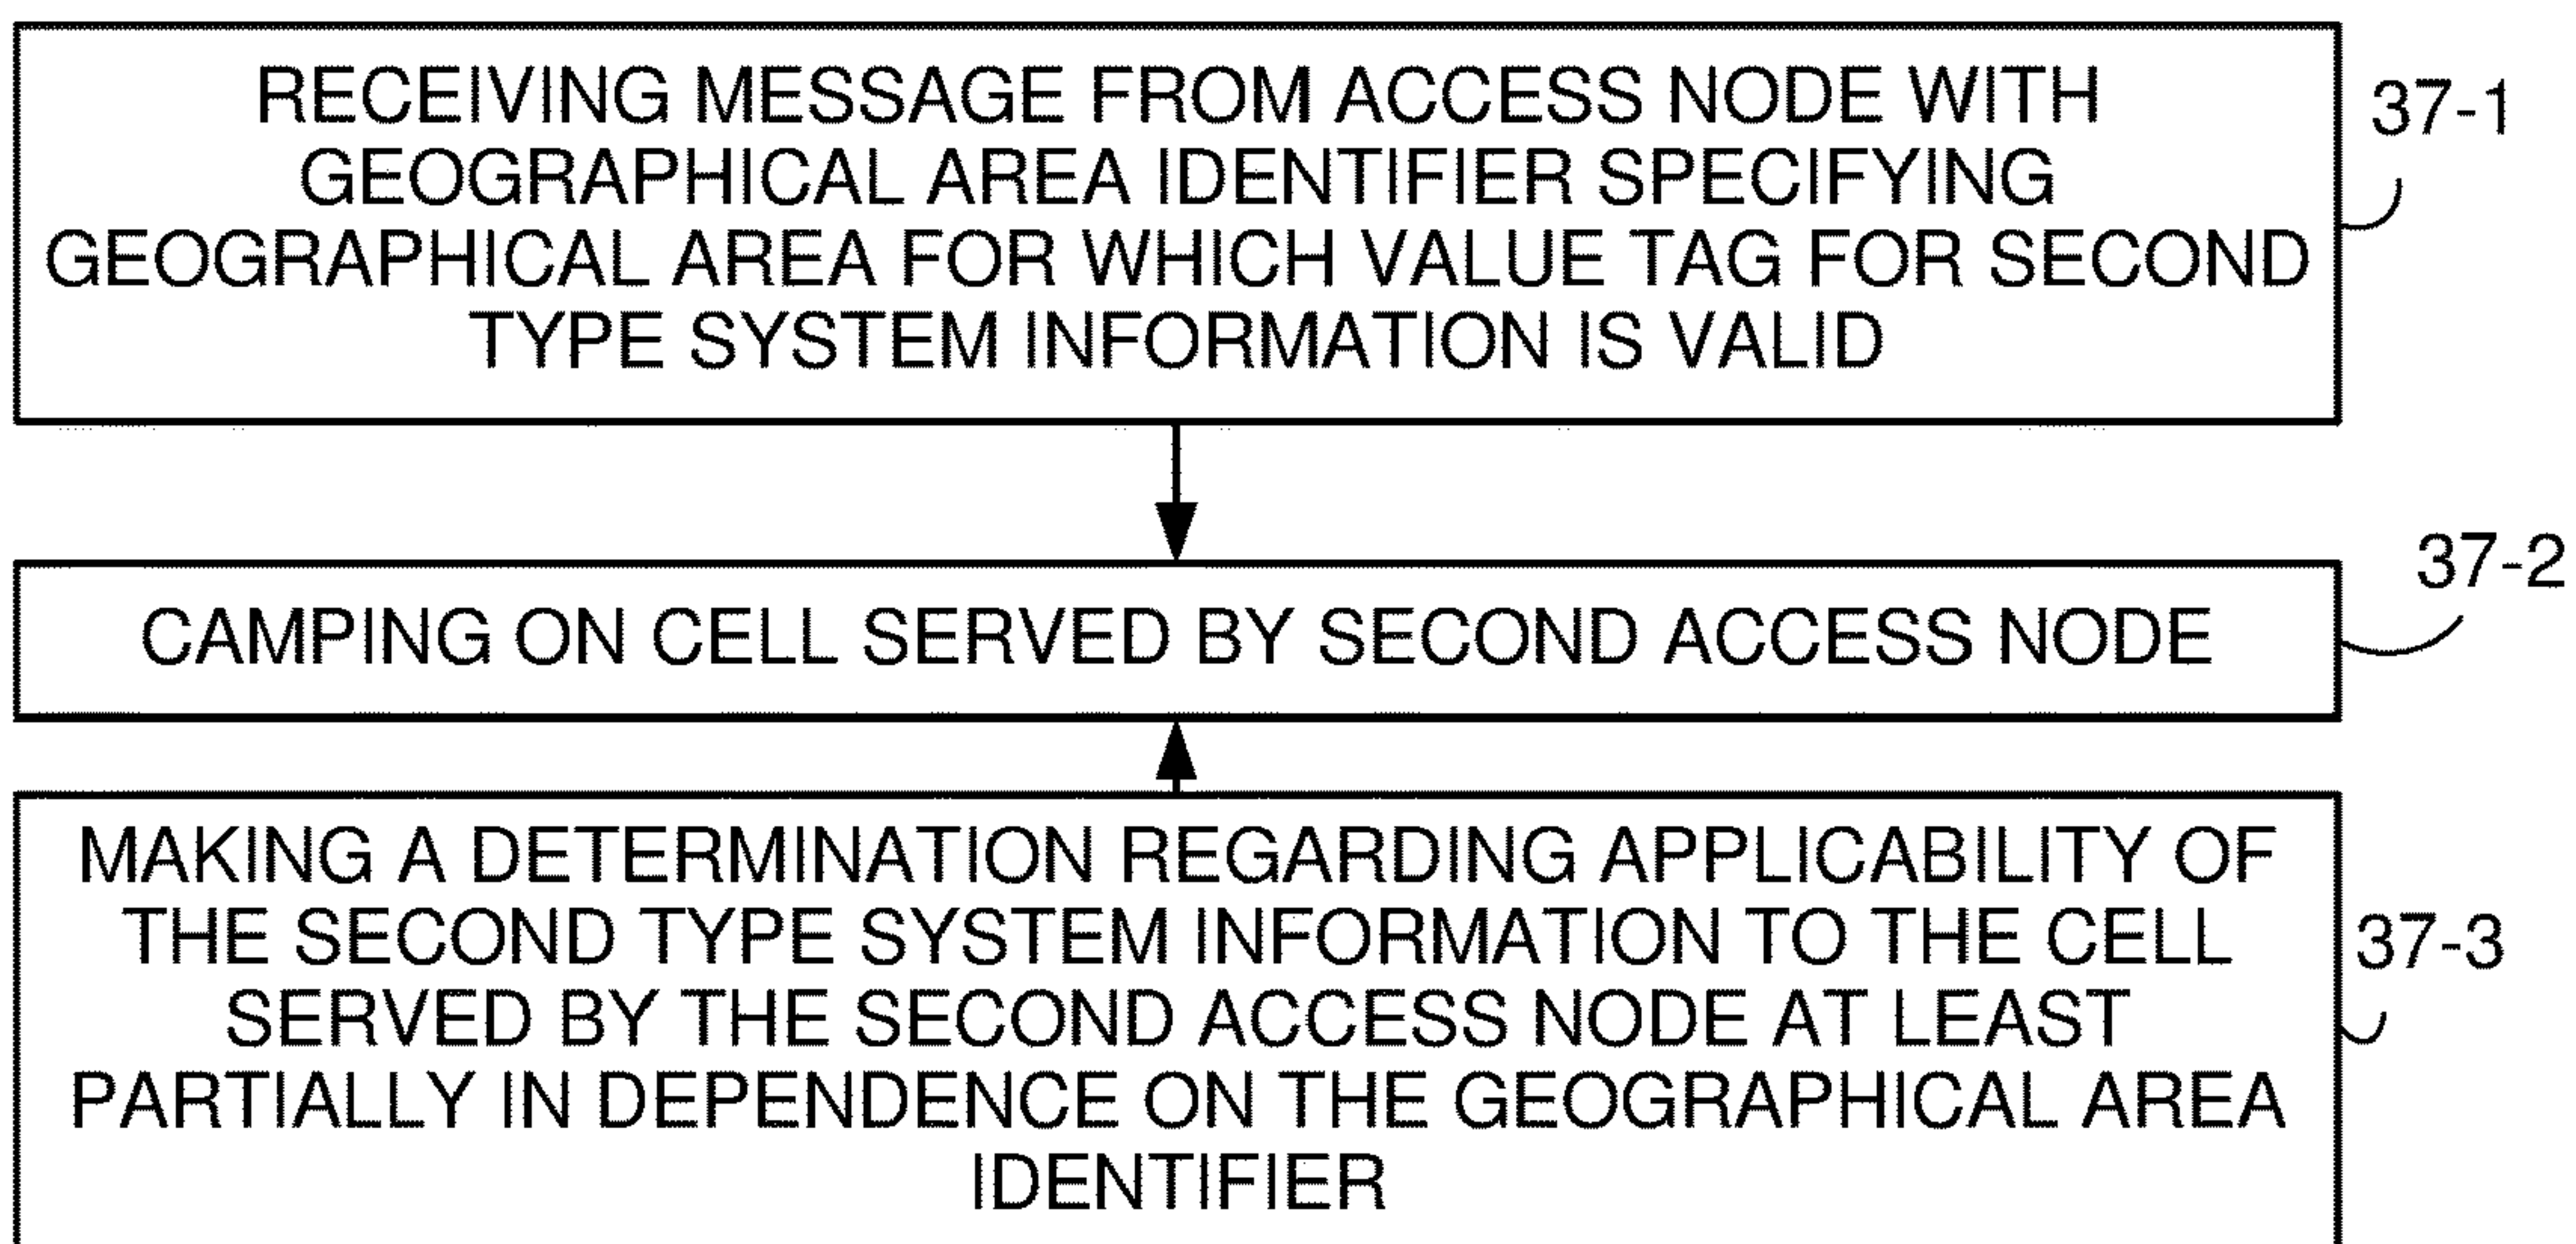 RECEIVING MESSAGE FROM ACCESS NODE WITH
GEOGRAPHICAL AREA IDENTIFIER SPECIFYING
GEOGRAPHICAL AREA FOR WHICH VALUE TAG FOR SECOND
TYPE SYSTEM INFORMATION IS VALID
37-1
CAMPING ON CELL SERVED BY SECOND ACCESS NODE
37-2
MAKING A DETERMINATION REGARDING APPLICABILITY OF
THE SECOND TYPE SYSTEM INFORMATION TO THE CELL
SERVED BY THE SECOND ACCESS NODE AT LEAST
PARTIALLY IN DEPENDENCE ON THE GEOGRAPHICAL AREA
IDENTIFIER
37-3